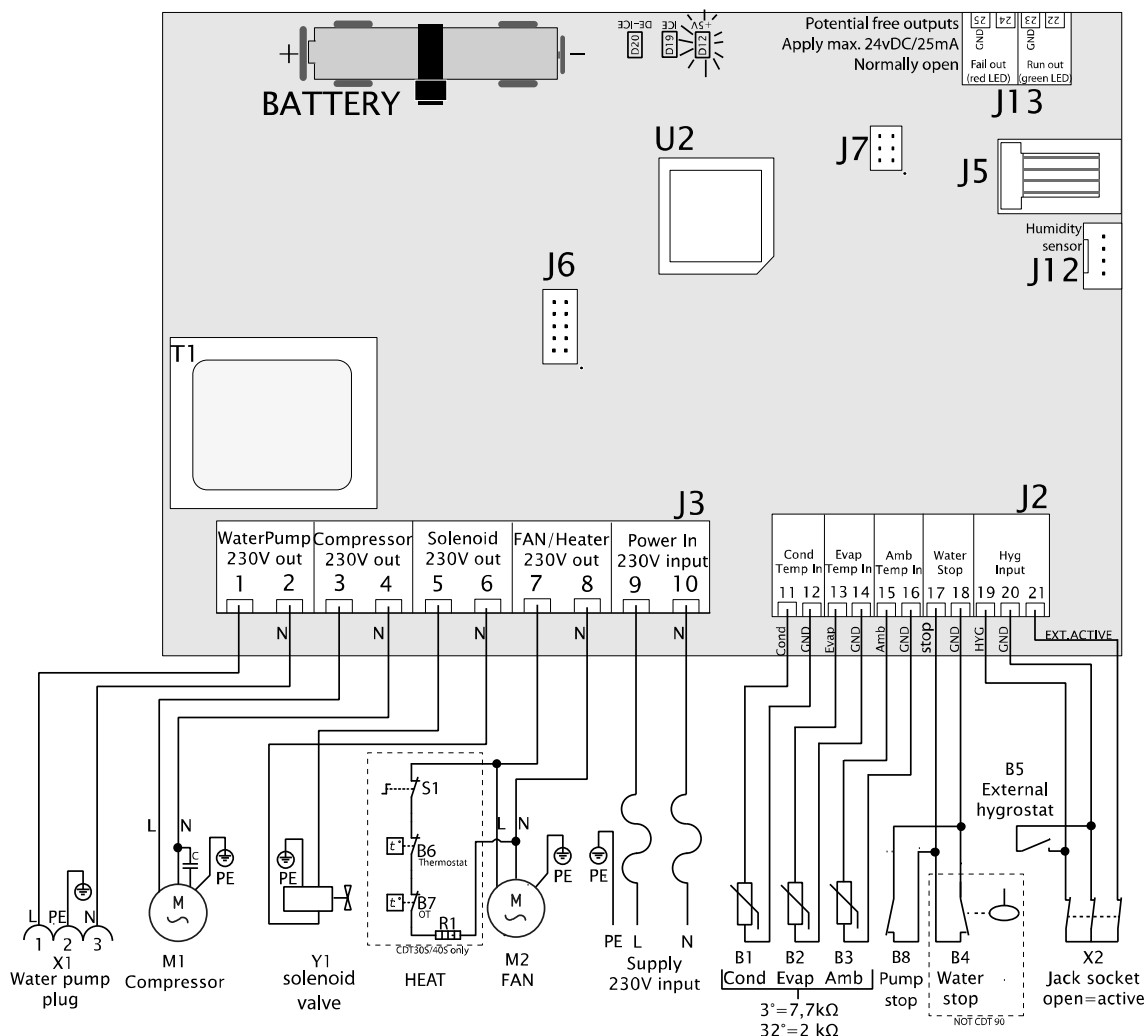 DE-ICE
ICE
+5V
D20
D19
D12
+
-
BATTERY
Potential free outputs
Apply max. 24vDC/25mA
Normally open
25
24
23
22
GND
GND
Fail out
(red LED)
Run out
(green LED)
J13
U2
J7
J5
Humidity
sensor
J12
J6
T1
J3
J2
WaterPump
230V out
Compressor
230V out
Solenoid
230V out
FAN/Heater
230V out
Power In
230V input
1 2 3 4 5 6 7 8 9 10
N N N N N
Cond
Temp In
Evap
Temp In
Amb
Temp In
Water
Stop
Hyg
Input
11 12 13 14 15 16 17 18 19 20 21
Cond
GND
Evap
GND
Amb
GND
stop
GND
HYG
GND
EXT.ACTIVE
S1
t°
B6
Thermostat
t°
B7
OT
R1
CDT30S/40S only
L N
C
PE
M
PE
L N
M
PE
PE
PE L N
L PE N
1 2 3
X1
Water pump
plug
M1
Compressor
Y1
solenoid
valve
HEAT
M2
FAN
Supply
230V input
B5
External
hygrostat
B1
Cond
B2
Evap
B3
Amb
3°=7,7kΩ
32°=2 kΩ
B8
Pump
stop
B4
Water
stop
NOT CDT 90
X2
Jack socket
open=active